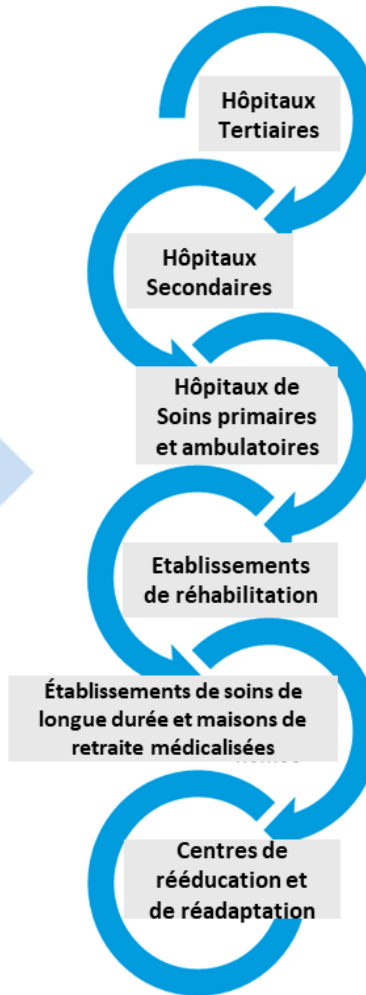 Hôpitaux
Tertiaires
Hôpitaux
Secondaires
Hôpitaux de
Soins primaires
et ambulatoires
Etablissements
de réhabilitation
Établissements de soins de
longue durée et maisons de
retraite médicalisées
Centres de
rééducation et
de réadaptation